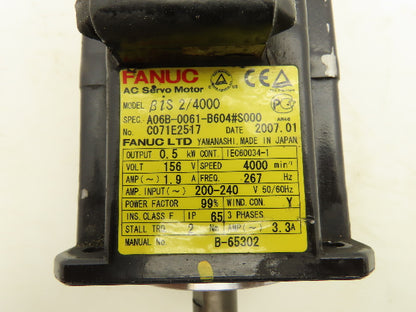 FANUC
AC Servo Motor
MODEL βiS 2/4000
SPEC. A06B-0061-B604#S000
No. C071E2517 DATE 2007.01
FANUC LTD YAMANASHI, MADE IN JAPAN
OUTPUT 0.5 kW CONT. IEC60034-1
VOLT 156 V SPEED 4000 min⁻¹
AMP(~) 1.9 A FREQ. 267 Hz
AMP. INPUT(~) 200-240 V 50/60Hz
POWER FACTOR 99% WIND. CON. Y
INS. CLASS F IP 65 3 PHASES
STALL TRQ 2 Nm AMP(~) 3.3A
MANUAL No. B-65302